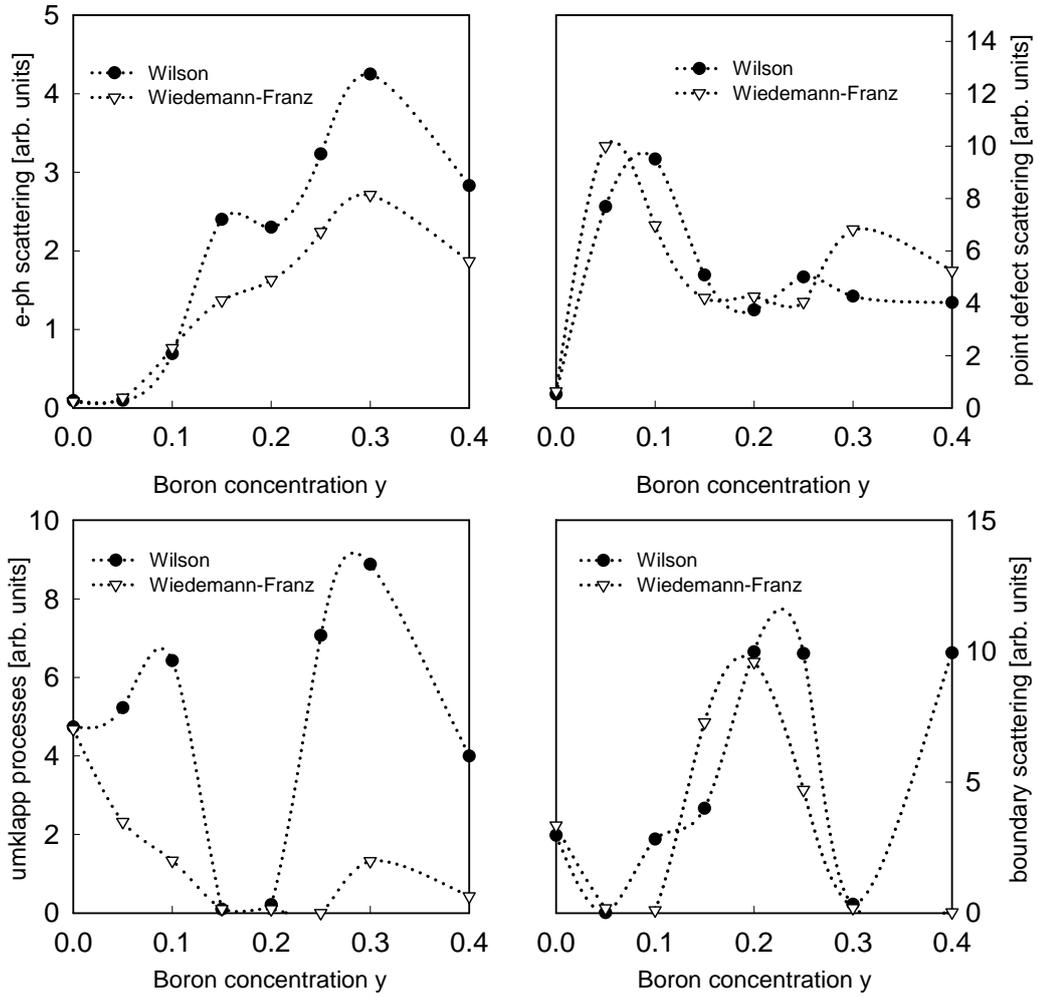 5
4
3
2
1
0
e-ph scattering [arb. units]
Wilson
Wiedemann-Franz
0.0 0.1 0.2 0.3 0.4
Boron concentration y
14
12
10
8
6
4
2
0
point defect scattering [arb. units]
Wilson
Wiedemann-Franz
0.0 0.1 0.2 0.3 0.4
Boron concentration y
10
8
6
4
2
0
umklapp processes [arb. units]
Wilson
Wiedemann-Franz
0.0 0.1 0.2 0.3 0.4
Boron concentration y
15
10
5
0
boundary scattering [arb. units]
Wilson
Wiedemann-Franz
0.0 0.1 0.2 0.3 0.4
Boron concentration y